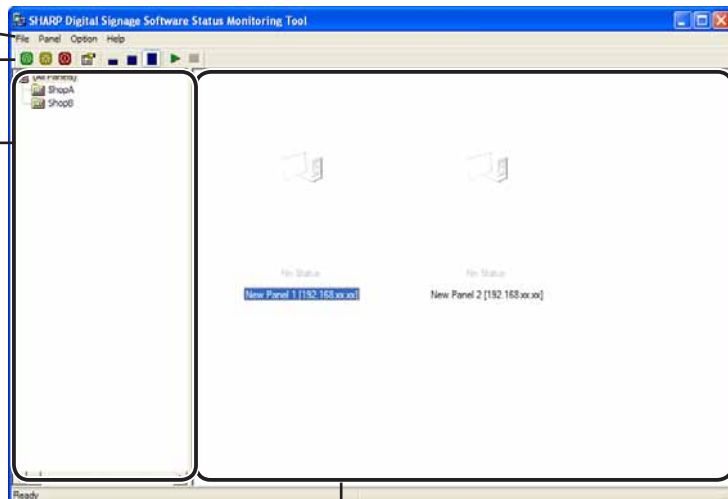 SHARP Digital Signage Software Status Monitoring Tool
File Panel Option Help
(All Panels)
ShopA
ShopB
No Status
No Status
New Panel 1 [192.168.xx.xx]
New Panel 2 [192.168.xx.xx]
Ready